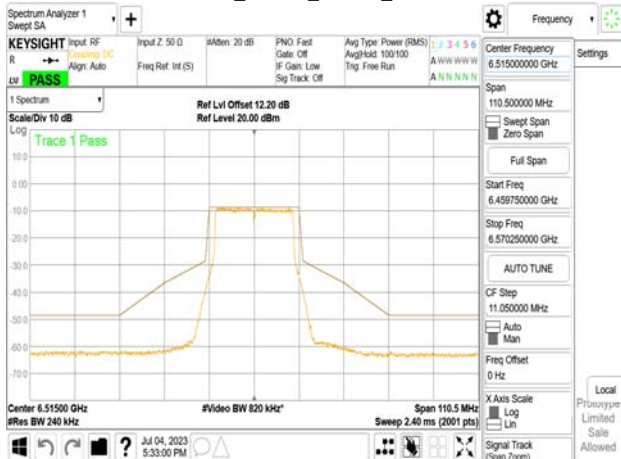 Spectrum Analyzer 1
Swept SA
+
Frequency
KEYSIGHT
R
LXI
PASS
Input: RF
Coupling: DC
Align: Auto
Input Z: 50 Ω
Freq Ref: Int (S)
#Atten: 20 dB
PNO: Fast
Gate: Off
IF Gain: Low
Sig Track: Off
Avg Type: Power (RMS)
Avg|Hold: 100/100
Trig: Free Run
1 2 3 4 5 6
A W W W W W
A N N N N N
1 Spectrum
Scale/Div 10 dB
Ref Lvl Offset 12.20 dB
Ref Level 20.00 dBm
Log
Trace 1 Pass
10.0
0.00
-10.0
-20.0
-30.0
-40.0
-50.0
-60.0
-70.0
Center 6.51500 GHz
#Res BW 240 kHz
#Video BW 820 kHz*
Span 110.5 MHz
Sweep 2.40 ms (2001 pts)
?
Jul 04, 2023
5:33:00 PM
Center Frequency
6.515000000 GHz
Span
110.500000 MHz
Swept Span
Zero Span
Full Span
Start Freq
6.459750000 GHz
Stop Freq
6.570250000 GHz
AUTO TUNE
CF Step
11.050000 MHz
Auto
Man
Freq Offset
0 Hz
X Axis Scale
Log
Lin
Signal Track
(Span Zoom)
Settings
Local
Prototype
Limited
Sale
Allowed